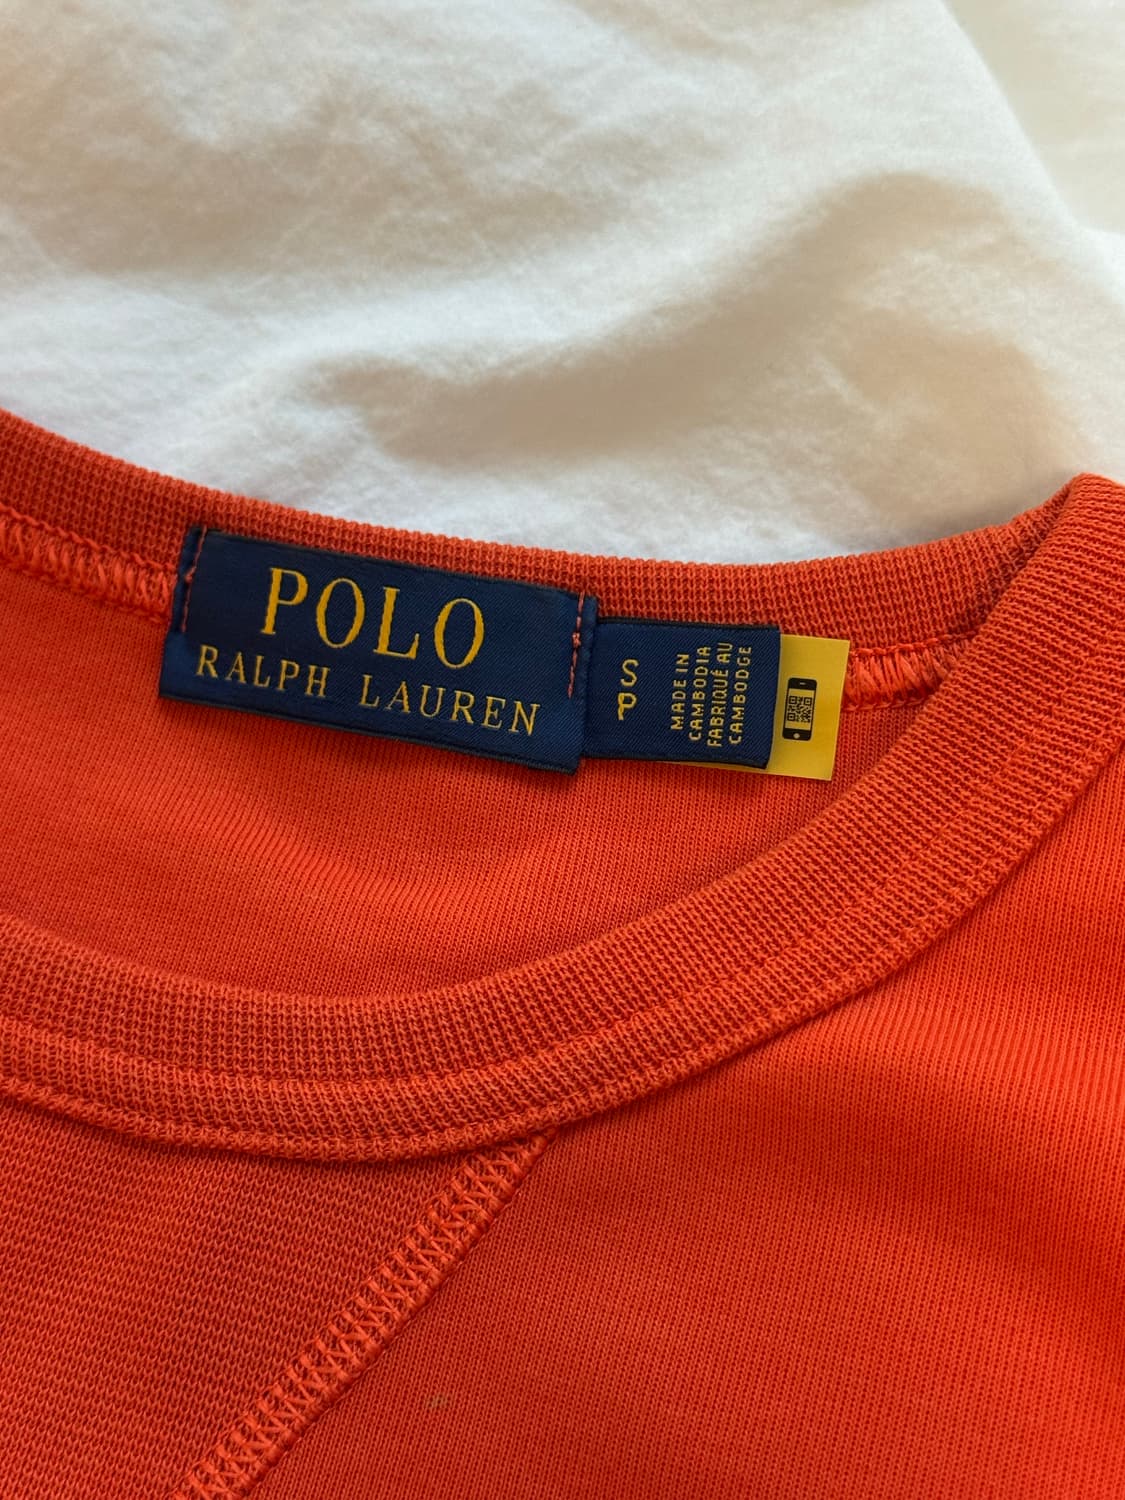 POLO
RALPH LAUREN
S
P
MADE IN
CAMBODIA
FABRIQUÉ AU
CAMBODGE